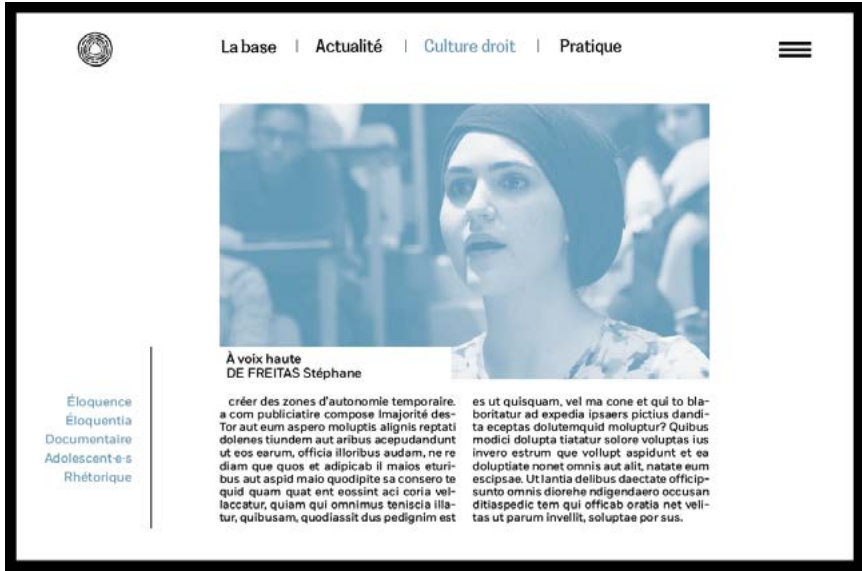 La base | Actualité | Culture droit | Pratique
À voix haute
DE FREITAS Stéphane
Éloquence
Éloquentia
Documentaire
Adolescent·e·s
Rhétorique
créer des zones d'autonomie temporaire.
a com publiciatire compose lmajorité des-
Tor aut eum aspero moluptis alignis reptati
dolenes tiundem aut aribus acepudandunt
ut eos earum, officia illoribus audam, ne re
diam que quos et adipicab il maios eturi-
bus aut aspid maio quodipite sa consero te
quid quam quat ent eossint aci coria vel-
laccatur, quiam qui omnimus teniscia illa-
tur, quibusam, quodiassit dus pedignim est
es ut quisquam, vel ma cone et qui to bla-
boritatur ad expedia ipsaers pictius dandi-
ta eceptas dolutemquid moluptur? Quibus
modici dolupta tiatatur solore voluptas ius
invero estrum que vollupt aspidunt et ea
doluptiate nonet omnis aut alit, natate eum
escipsae. Ut lantia delibus daectate officip-
sunto omnis diorehe ndigendaero occusan
ditiaspedic tem qui officab oratia net veli-
tas ut parum invellit, soluptae por sus.